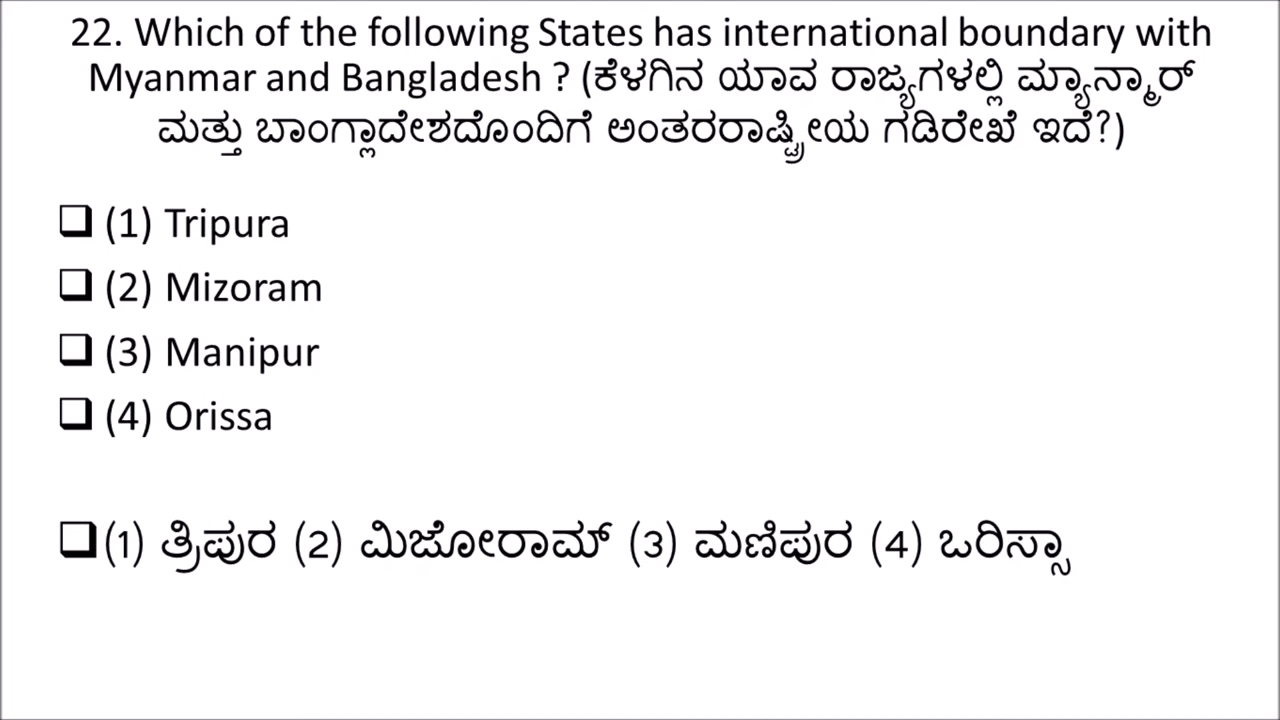 22. Which of the following States has international boundary with
Myanmar and Bangladesh ? (ಕೆಳಗಿನ ಯಾವ ರಾಜ್ಯಗಳಲ್ಲಿ ಮ್ಯಾನ್ಮಾರ್
ಮತ್ತು ಬಾಂಗ್ಲಾದೇಶದೊಂದಿಗೆ ಅಂತರರಾಷ್ಟ್ರೀಯ ಗಡಿರೇಖೆ ಇದೆ?)
(1) Tripura
(2) Mizoram
(3) Manipur
(4) Orissa
(1) ತ್ರಿಪುರ (2) ಮಿಜೋರಾಮ್ (3) ಮಣಿಪುರ (4) ಒರಿಸ್ಸಾ